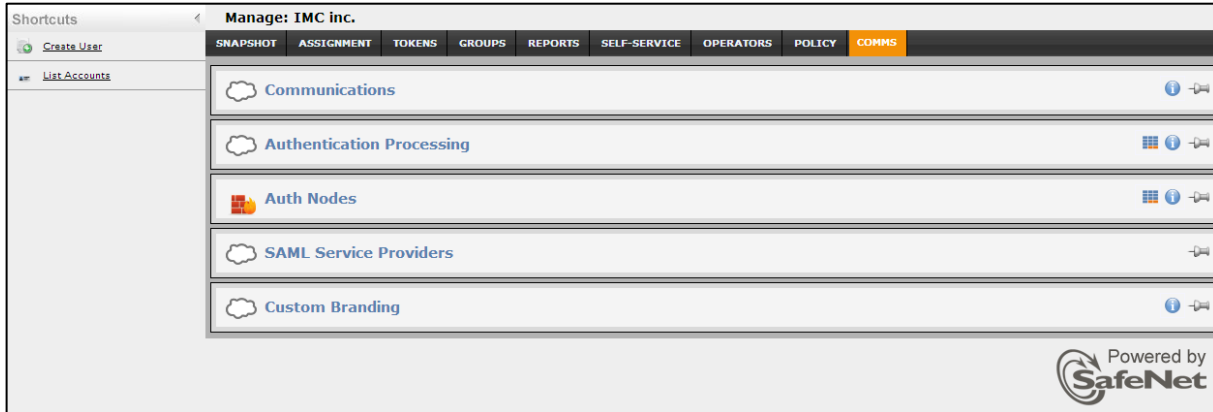 Shortcuts
Create User
List Accounts
Manage: IMC inc.
SNAPSHOT ASSIGNMENT TOKENS GROUPS REPORTS SELF-SERVICE OPERATORS POLICY COMMS
Communications
Authentication Processing
Auth Nodes
SAML Service Providers
Custom Branding
Powered by
SafeNet